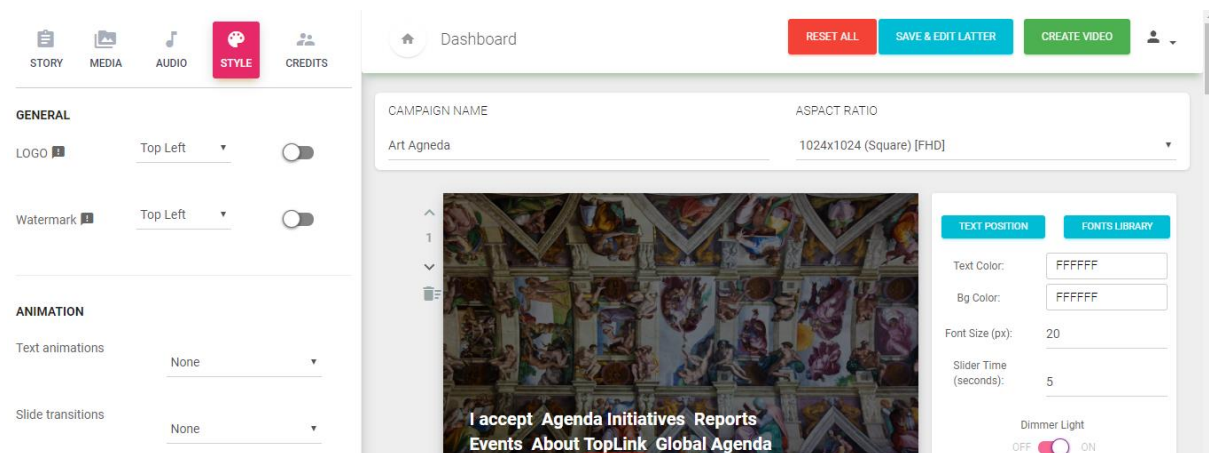 STORY MEDIA AUDIO STYLE CREDITS
Dashboard
RESET ALL SAVE & EDIT LATTER CREATE VIDEO
GENERAL
LOGO Top Left
Watermark Top Left
ANIMATION
Text animations None
Slide transitions None
CAMPAIGN NAME ASPACT RATIO
Art Agneda 1024x1024 (Square) [FHD]
1
I accept Agenda Initiatives Reports
Events About TopLink Global Agenda
TEXT POSITION FONTS LIBRARY
Text Color: FFFFFF
Bg Color: FFFFFF
Font Size (px): 20
Slider Time
(seconds): 5
Dimmer Light
OFF ON